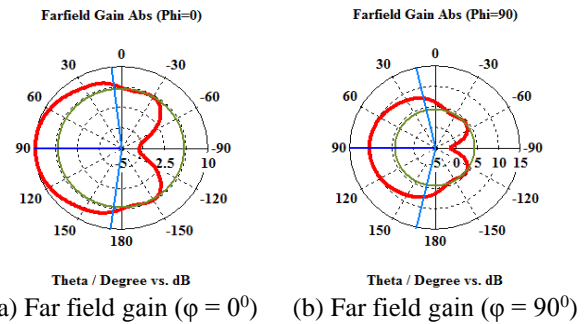 Farfield Gain Abs (Phi=0)
0
30 -30
60 -60
90 -5 2.5 10 -90
120 -120
150 -150
180
Theta / Degree vs. dB
a) Far field gain (φ = 0⁰)
Farfield Gain Abs (Phi=90)
0
30 -30
60 -60
90 -5 0 5 10 15 -90
120 -120
150 -150
180
Theta / Degree vs. dB
(b) Far field gain (φ = 90⁰)